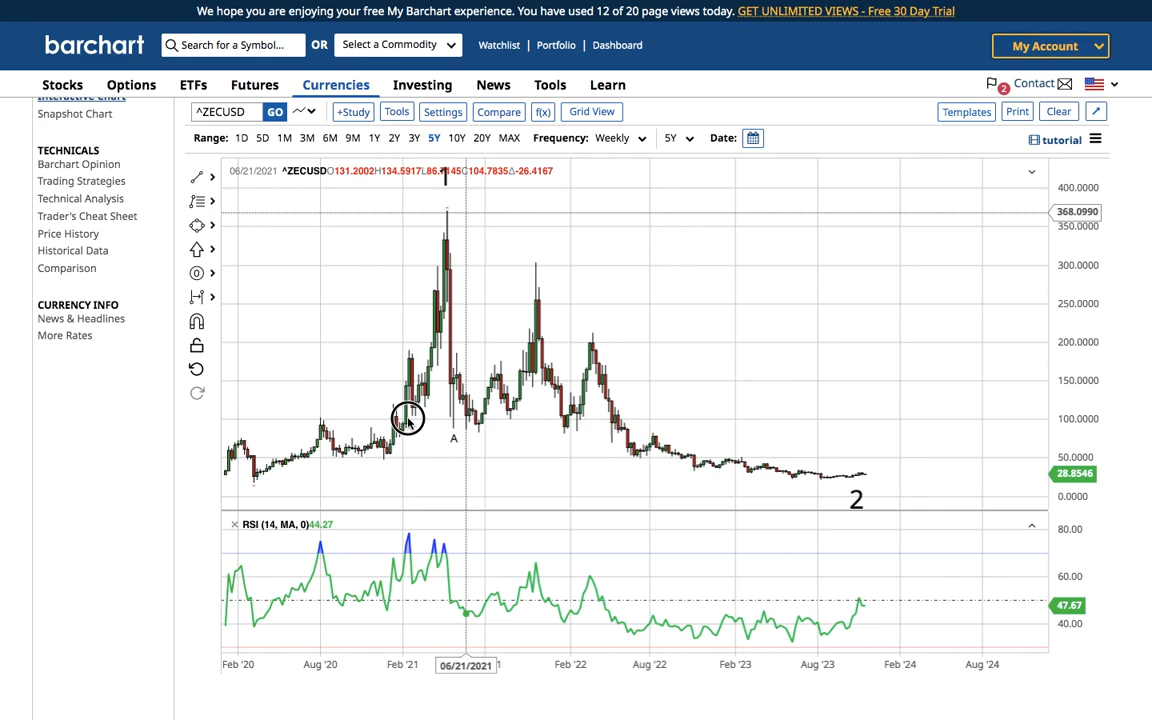 We hope you are enjoying your free My Barchart experience. You have used 12 of 20 page views today. GET UNLIMITED VIEWS - Free 30 Day Trial
barchart Search for a Symbol... OR Select a Commodity Watchlist | Portfolio | Dashboard My Account
Stocks Options ETFs Futures Currencies Investing News Tools Learn 2 Contact
Interactive Chart
Snapshot Chart
TECHNICALS
Barchart Opinion
Trading Strategies
Technical Analysis
Trader's Cheat Sheet
Price History
Historical Data
Comparison
CURRENCY INFO
News & Headlines
More Rates
^ZECUSD GO +Study Tools Settings Compare f(x) Grid View Templates Print Clear
Range: 1D 5D 1M 3M 6M 9M 1Y 2Y 3Y 5Y 10Y 20Y MAX Frequency: Weekly 5Y Date: tutorial
06/21/2021 ^ZECUSD O131.2002 H134.5917 C104.7835 Δ-26.4167
1
400.0000
368.0990
350.0000
300.0000
250.0000
200.0000
150.0000
100.0000
A
50.0000
28.8546
0.0000
2
RSI (14, MA, 0) 44.27
80.00
60.00
47.67
40.00
Feb '20 Aug '20 Feb '21 06/21/2021 Feb '22 Aug '22 Feb '23 Aug '23 Feb '24 Aug '24